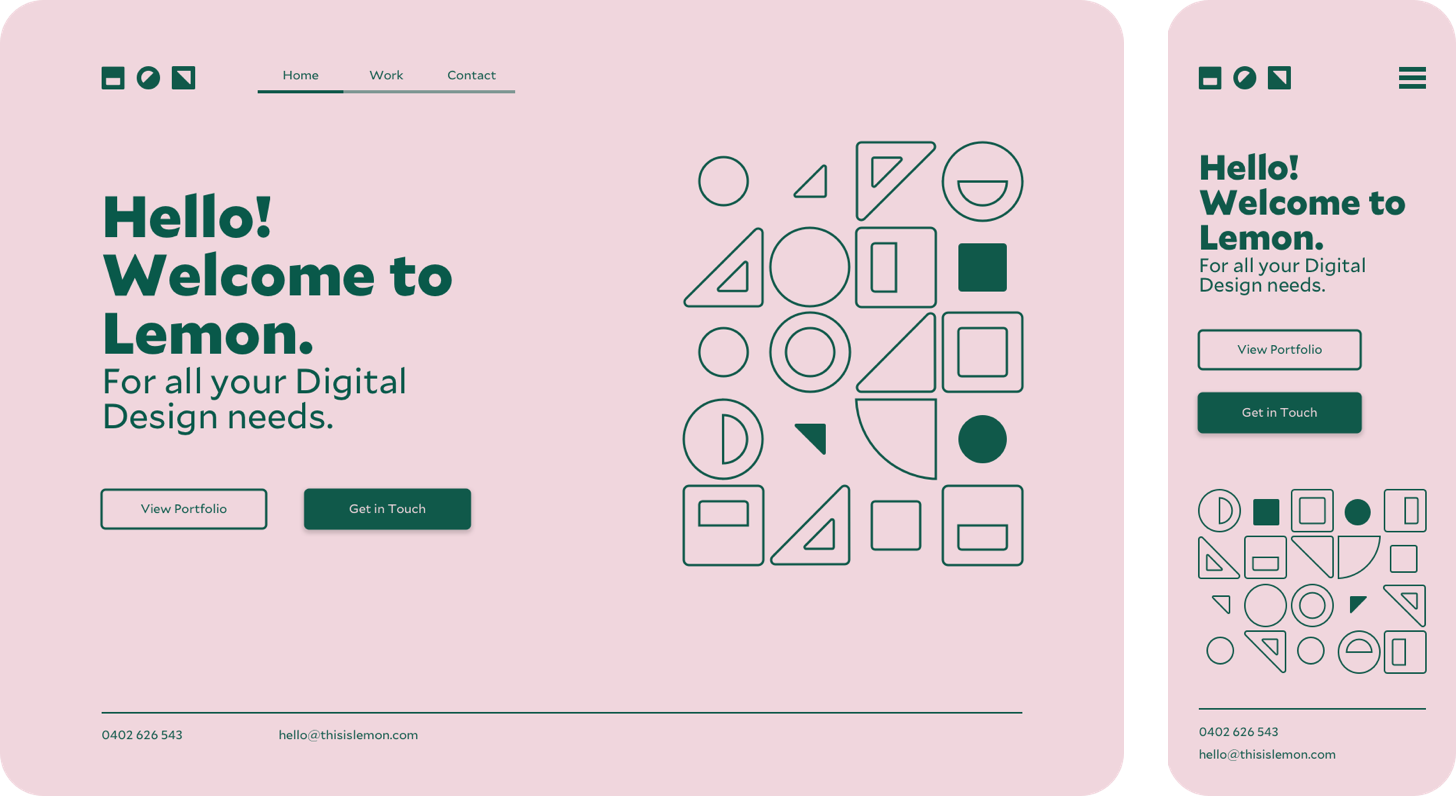 Home Work Contact
Hello!
Welcome to
Lemon.
For all your Digital
Design needs.
View Portfolio Get in Touch
0402 626 543 hello@thisislemon.com
Hello!
Welcome to
Lemon.
For all your Digital
Design needs.
View Portfolio
Get in Touch
0402 626 543
hello@thisislemon.com